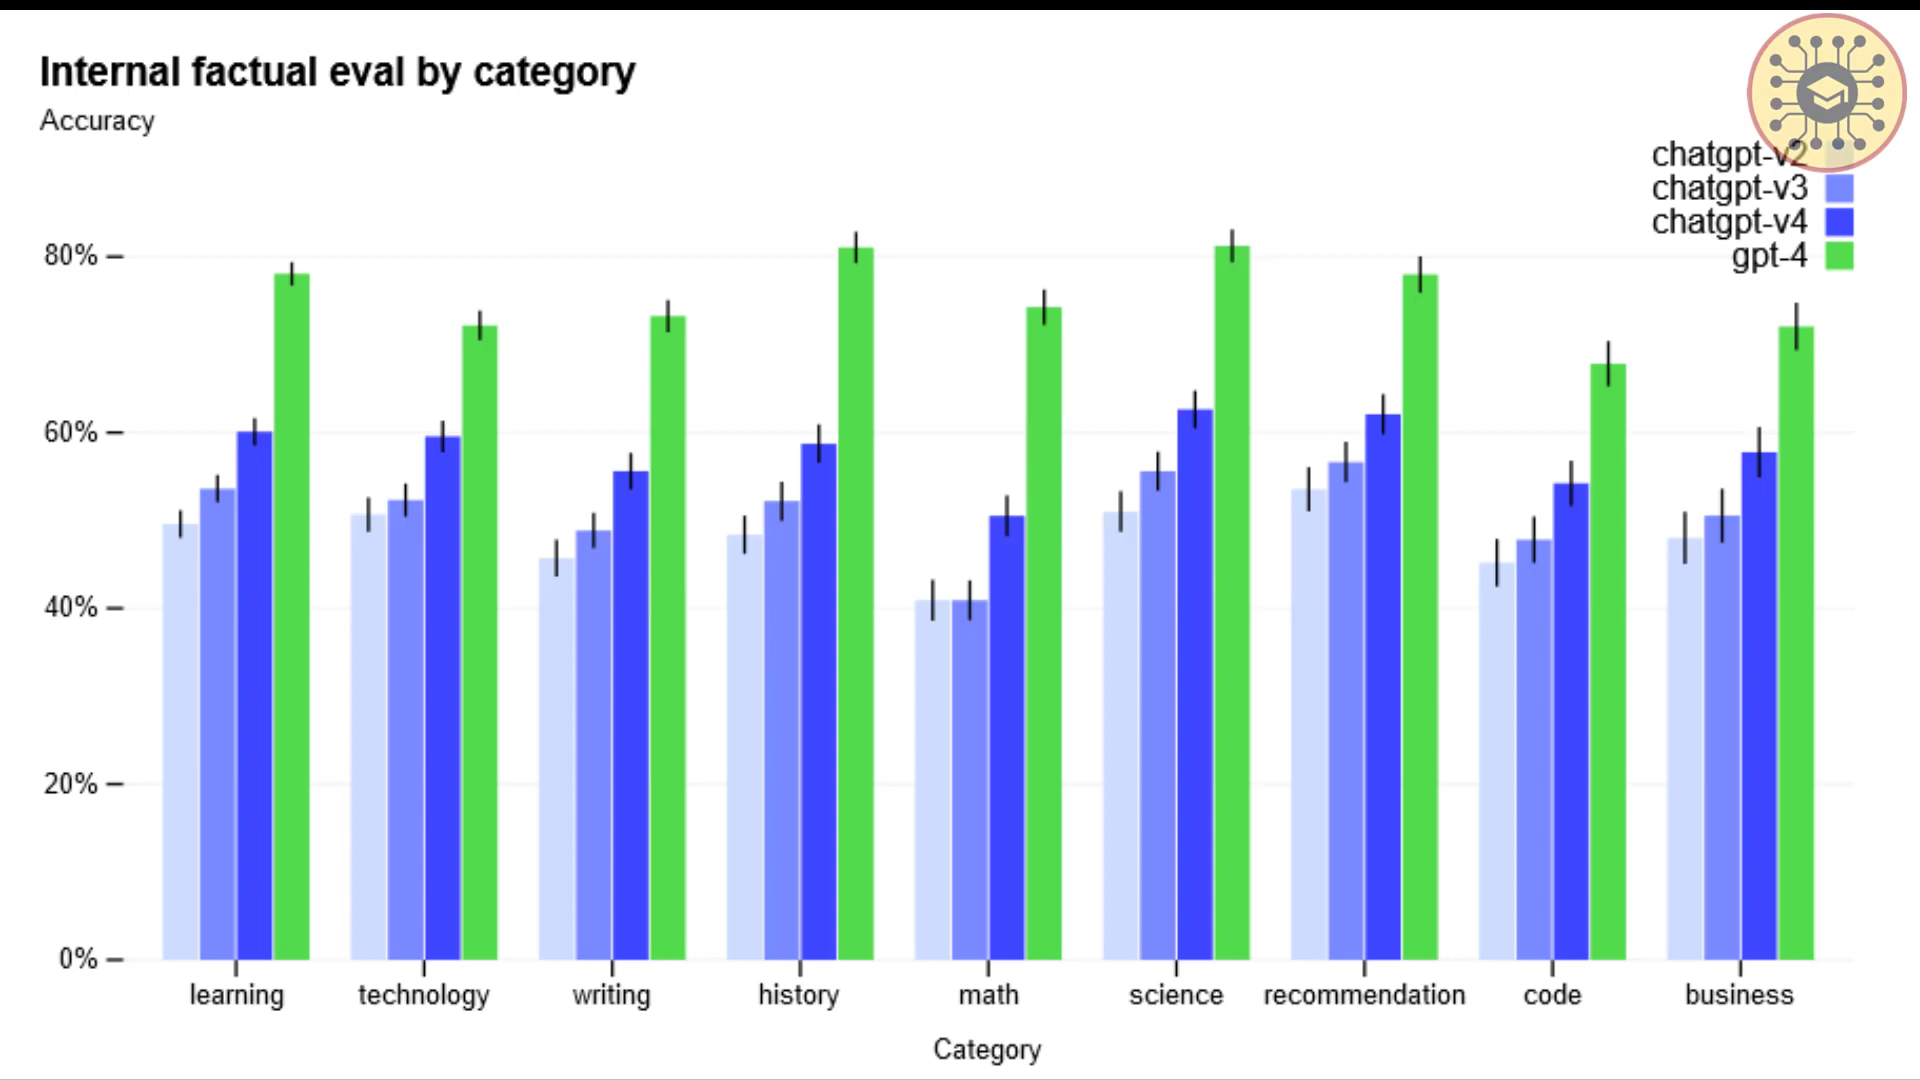 Internal factual eval by category
Accuracy
chatgpt-v2
chatgpt-v3
chatgpt-v4
gpt-4
80%
60%
40%
20%
0%
learning technology writing history math science recommendation code business
Category